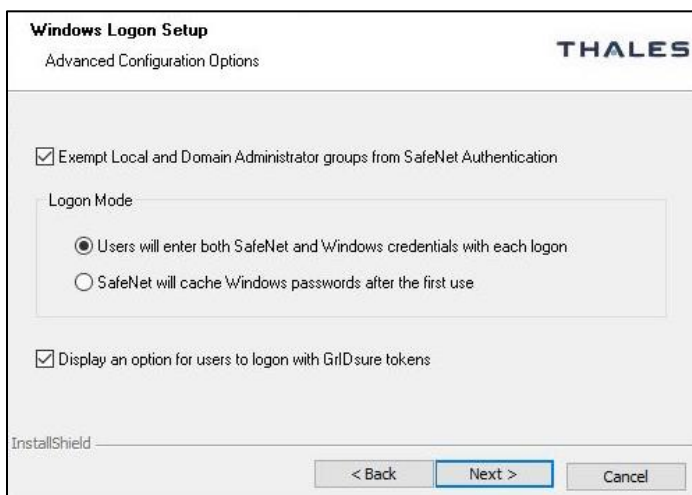 Windows Logon Setup
Advanced Configuration Options
THALES
Exempt Local and Domain Administrator groups from SafeNet Authentication
Logon Mode
Users will enter both SafeNet and Windows credentials with each logon
SafeNet will cache Windows passwords after the first use
Display an option for users to logon with GrIDsure tokens
InstallShield
< Back
Next >
Cancel